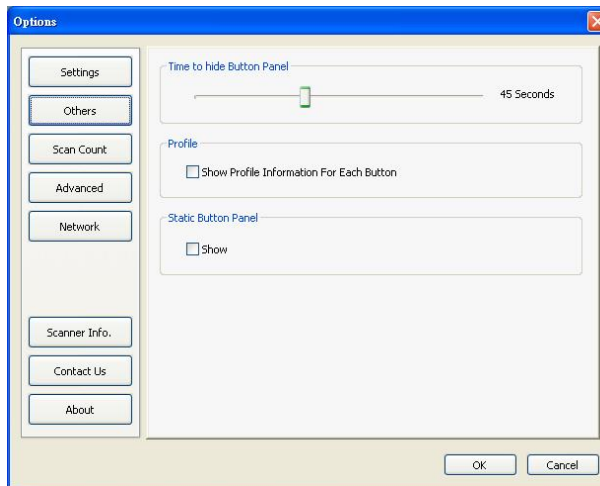 Options
Settings
Others
Scan Count
Advanced
Network
Scanner Info.
Contact Us
About
Time to hide Button Panel
45 Seconds
Profile
Show Profile Information For Each Button
Static Button Panel
Show
OK
Cancel